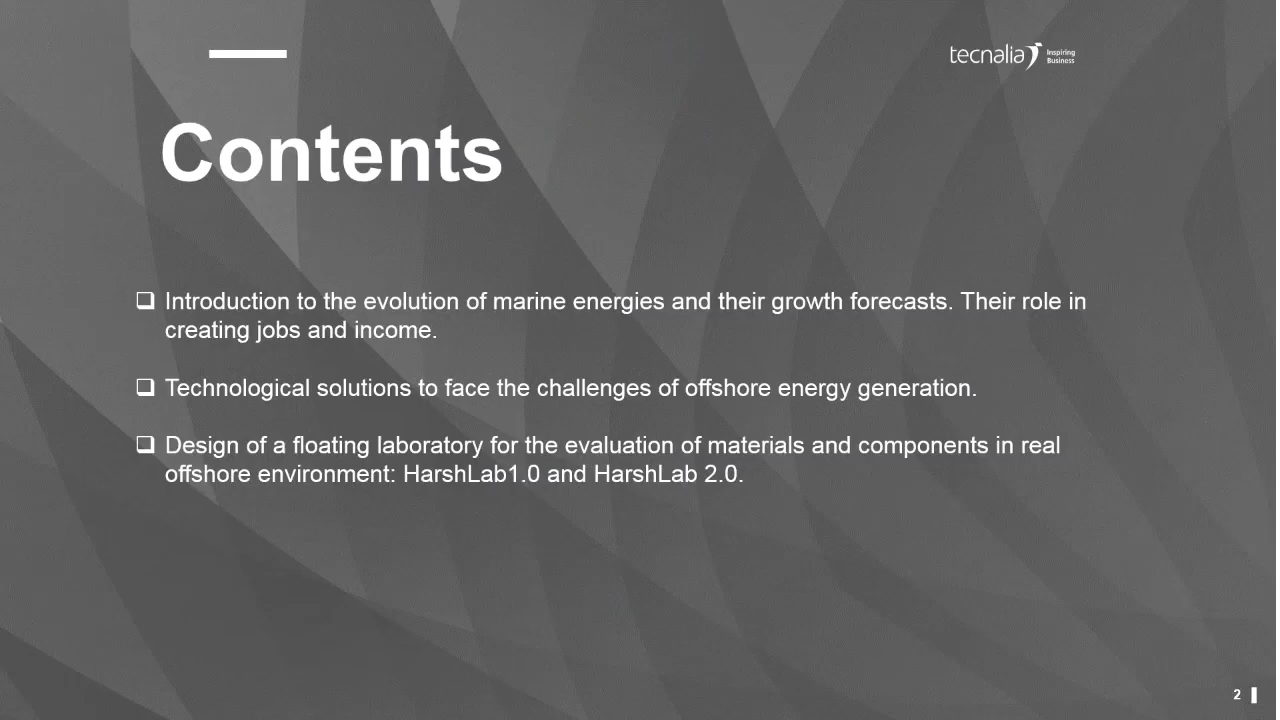 tecnalia Inspiring
Business
Contents
Introduction to the evolution of marine energies and their growth forecasts. Their role in
creating jobs and income.
Technological solutions to face the challenges of offshore energy generation.
Design of a floating laboratory for the evaluation of materials and components in real
offshore environment: HarshLab1.0 and HarshLab 2.0.
2